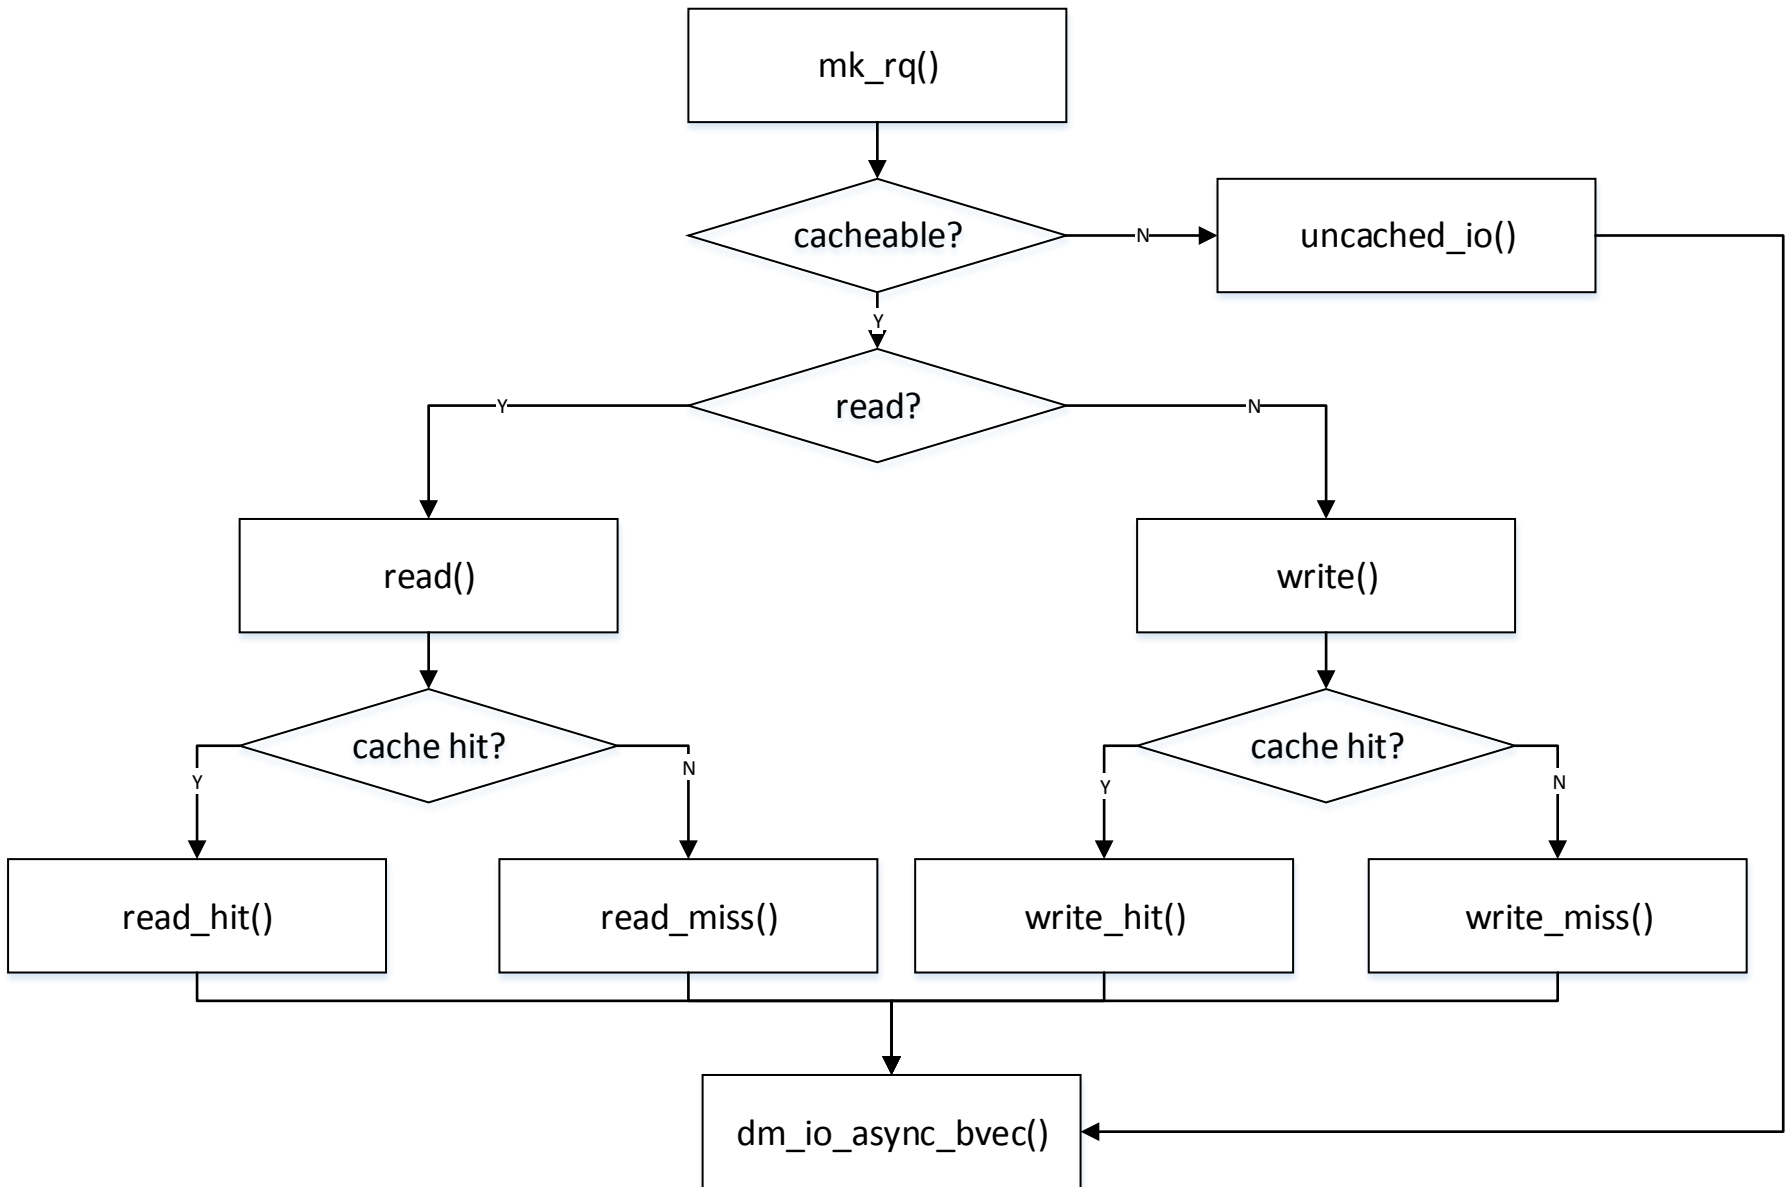 mk_rq()
cacheable?
N
uncached_io()
Y
read?
Y
N
read()
write()
cache hit?
cache hit?
Y
N
Y
N
read_hit()
read_miss()
write_hit()
write_miss()
dm_io_async_bvec()